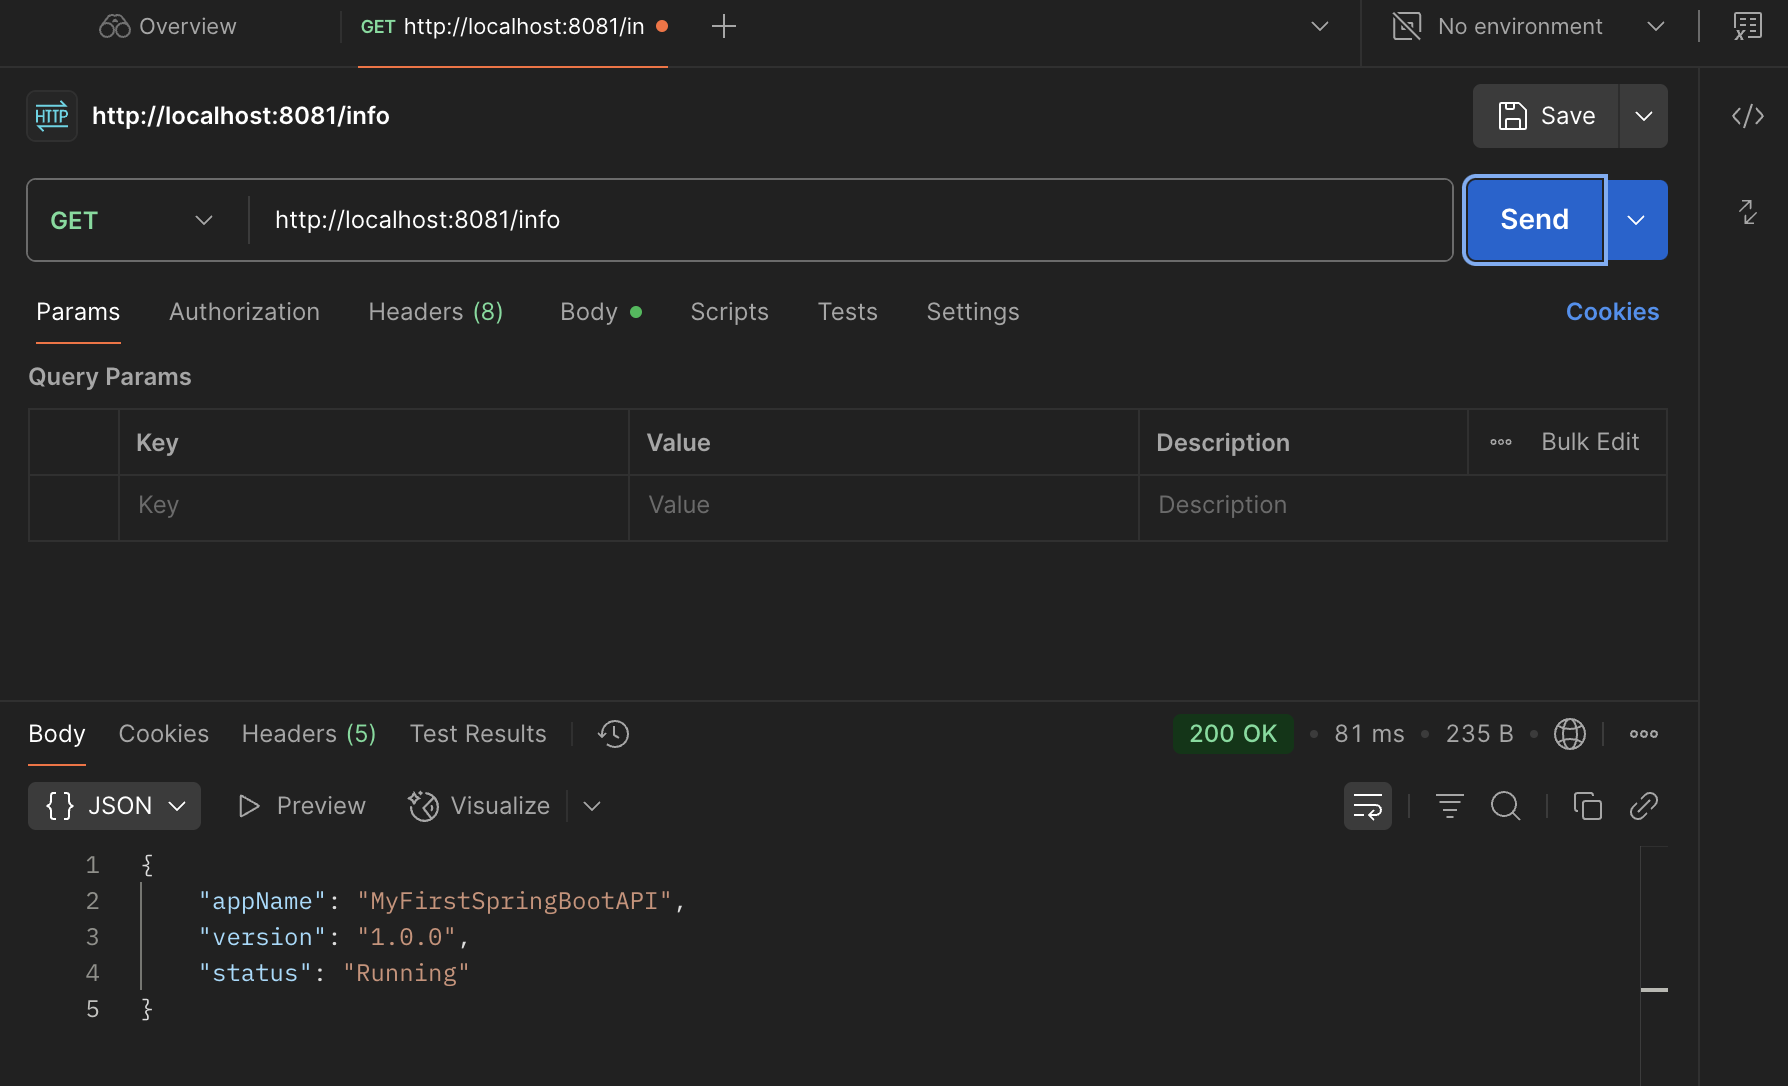 Overview GET http://localhost:8081/in No environment
HTTP http://localhost:8081/info Save
GET http://localhost:8081/info Send
Params Authorization Headers (8) Body Scripts Tests Settings Cookies
Query Params
Key Value Description Bulk Edit
Key Value Description
Body Cookies Headers (5) Test Results 200 OK • 81 ms • 235 B •
{ } JSON Preview Visualize
1 {
2 "appName": "MyFirstSpringBootAPI",
3 "version": "1.0.0",
4 "status": "Running"
5 }